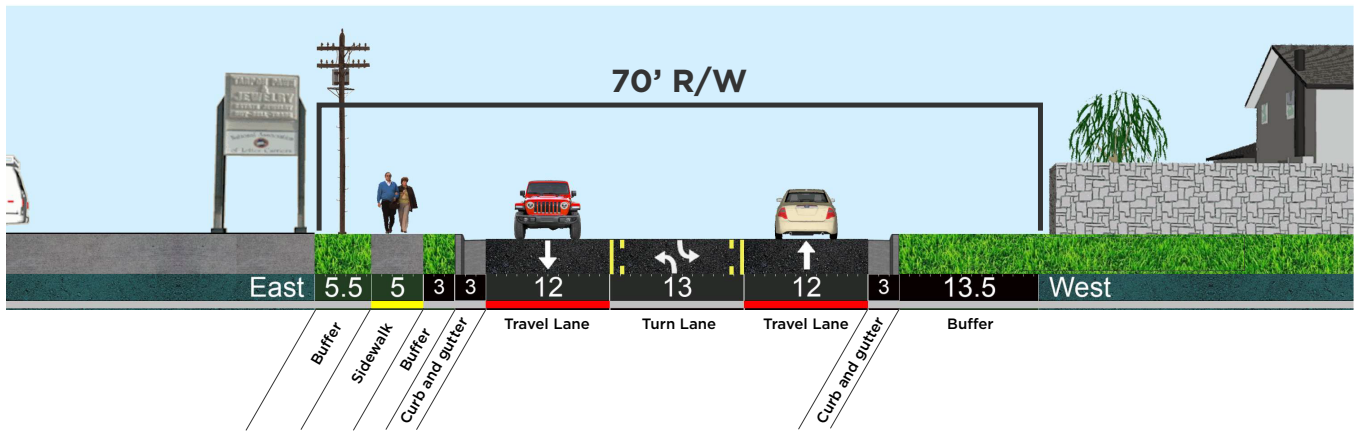 70’ R/W
JEWELRY
East 5.5 5 3 3 12 13 12 3 13.5 West
Buffer
Sidewalk
Buffer
Curb and gutter
Travel Lane
Turn Lane
Travel Lane
Curb and gutter
Buffer